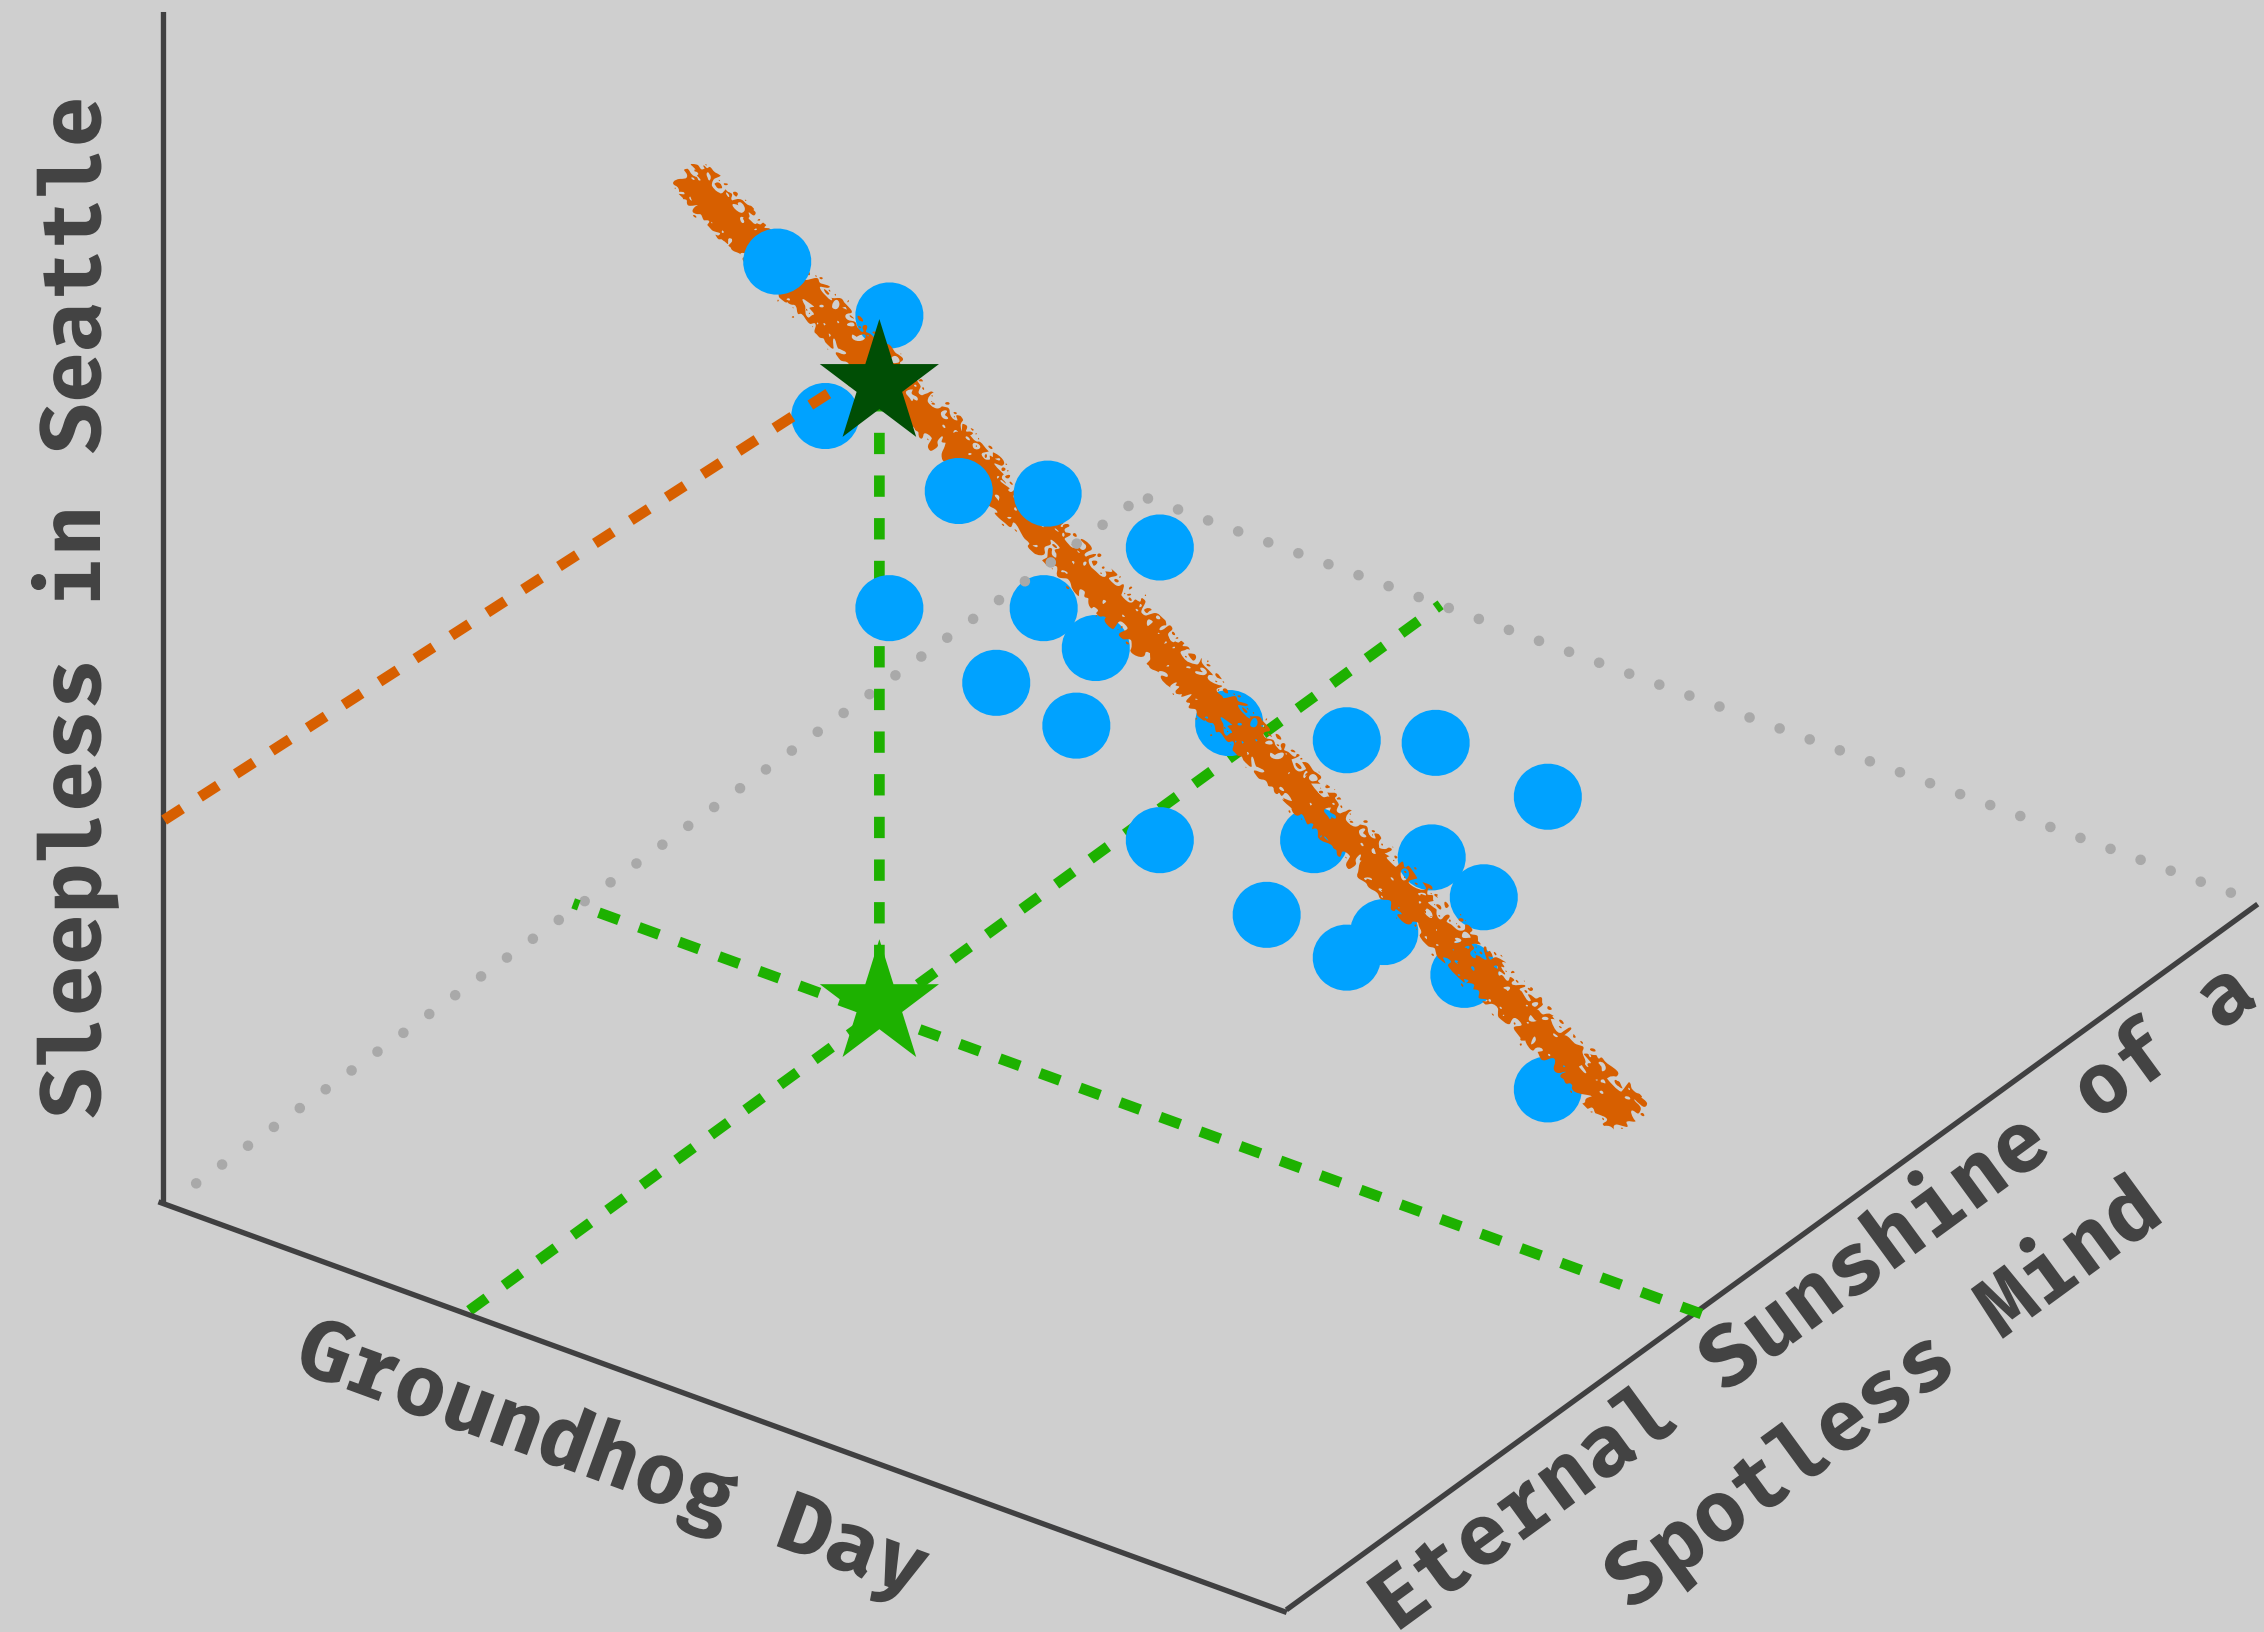 Sleepless in Seattle
Groundhog Day
Eternal Sunshine of a
Spotless Mind